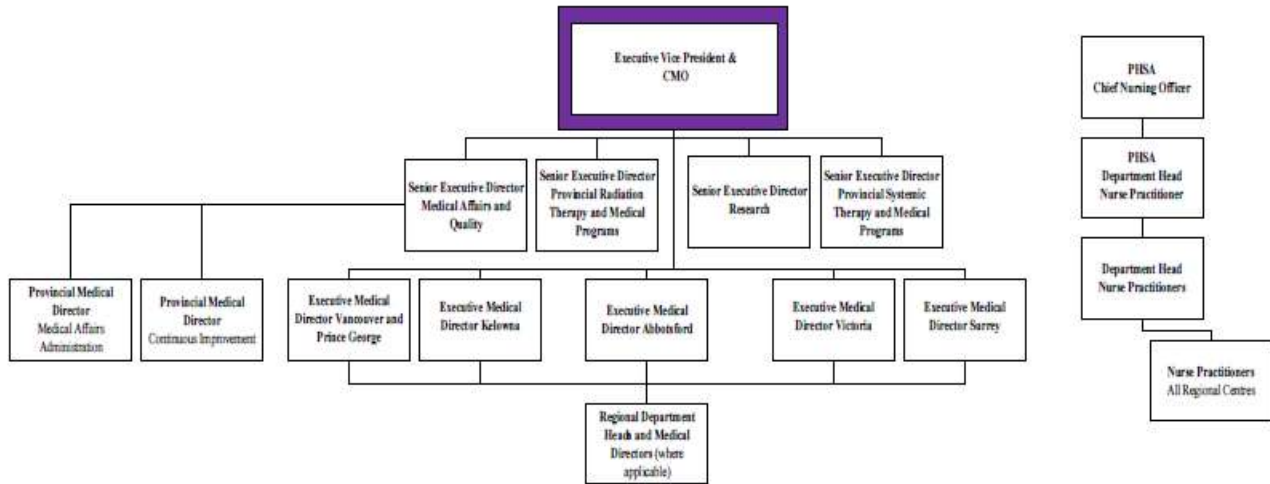 Executive Vice President &
CMO
PHSA
Chief Nursing Officer
Senior Executive Director
Medical Affairs and
Quality
Senior Executive Director
Provincial Radiation
Therapy and Medical
Programs
Senior Executive Director
Research
Senior Executive Director
Provincial Systemic
Therapy and Medical
Programs
PHSA
Department Head
Nurse Practitioner
Provincial Medical
Director
Medical Affairs
Administration
Provincial Medical
Director
Continuous Improvement
Executive Medical
Director Vancouver and
Prince George
Executive Medical
Director Kelowna
Executive Medical
Director Abbotsford
Executive Medical
Director Victoria
Executive Medical
Director Surrey
Department Head
Nurse Practitioners
Nurse Practitioners
All Regional Centres
Regional Department
Heads and Medical
Directors (where
applicable)